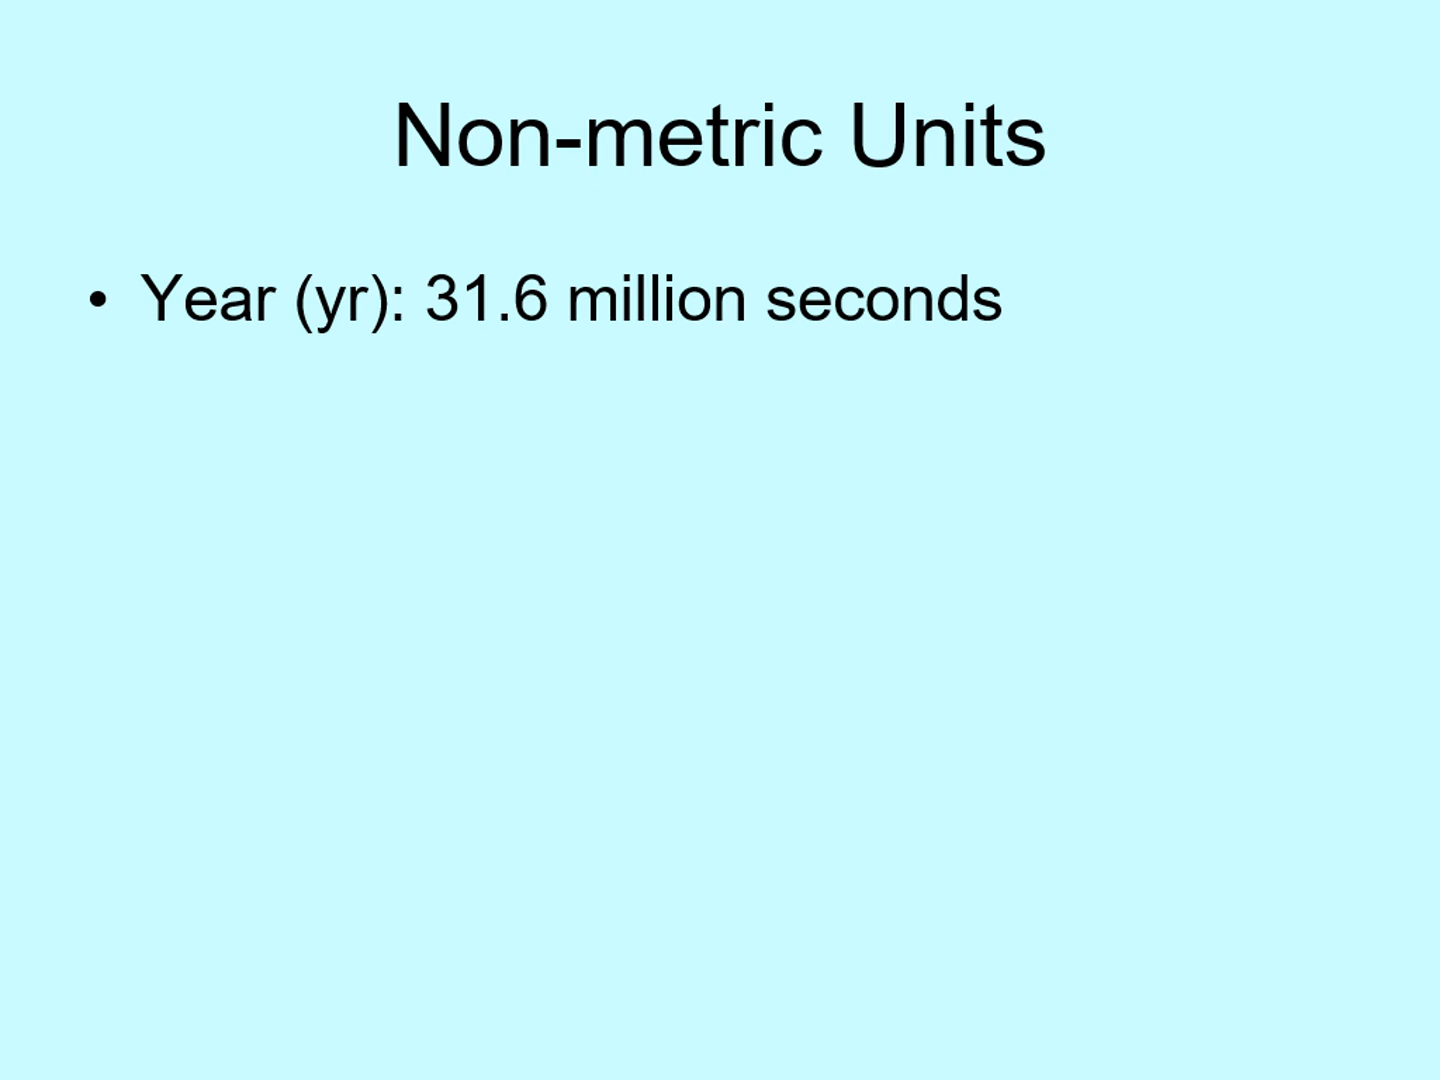 Non-metric Units
• Year (yr): 31.6 million seconds